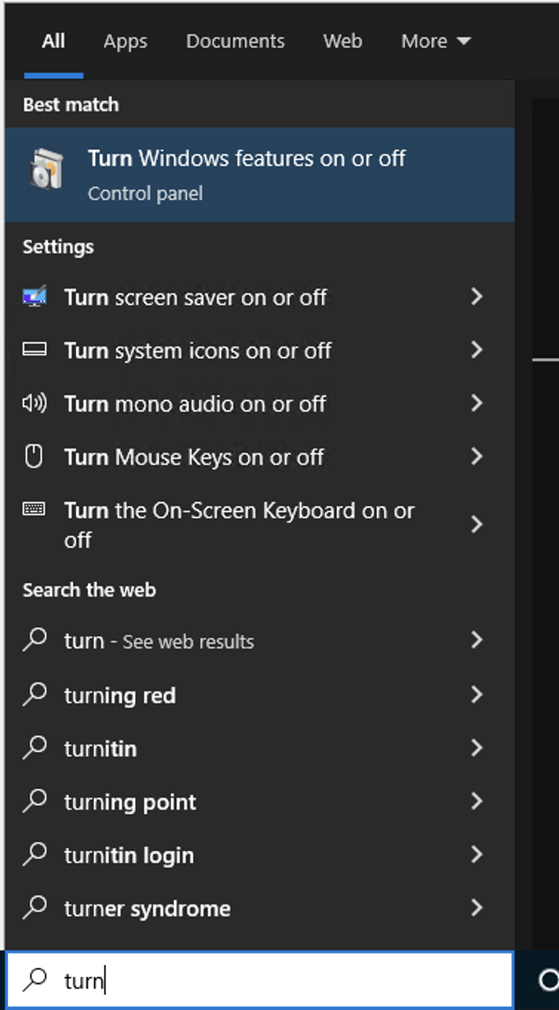 All Apps Documents Web More
Best match
Turn Windows features on or off
Control panel
Settings
Turn screen saver on or off
Turn system icons on or off
Turn mono audio on or off
Turn Mouse Keys on or off
Turn the On-Screen Keyboard on or
off
Search the web
turn - See web results
turning red
turnitin
turning point
turnitin login
turner syndrome
turn